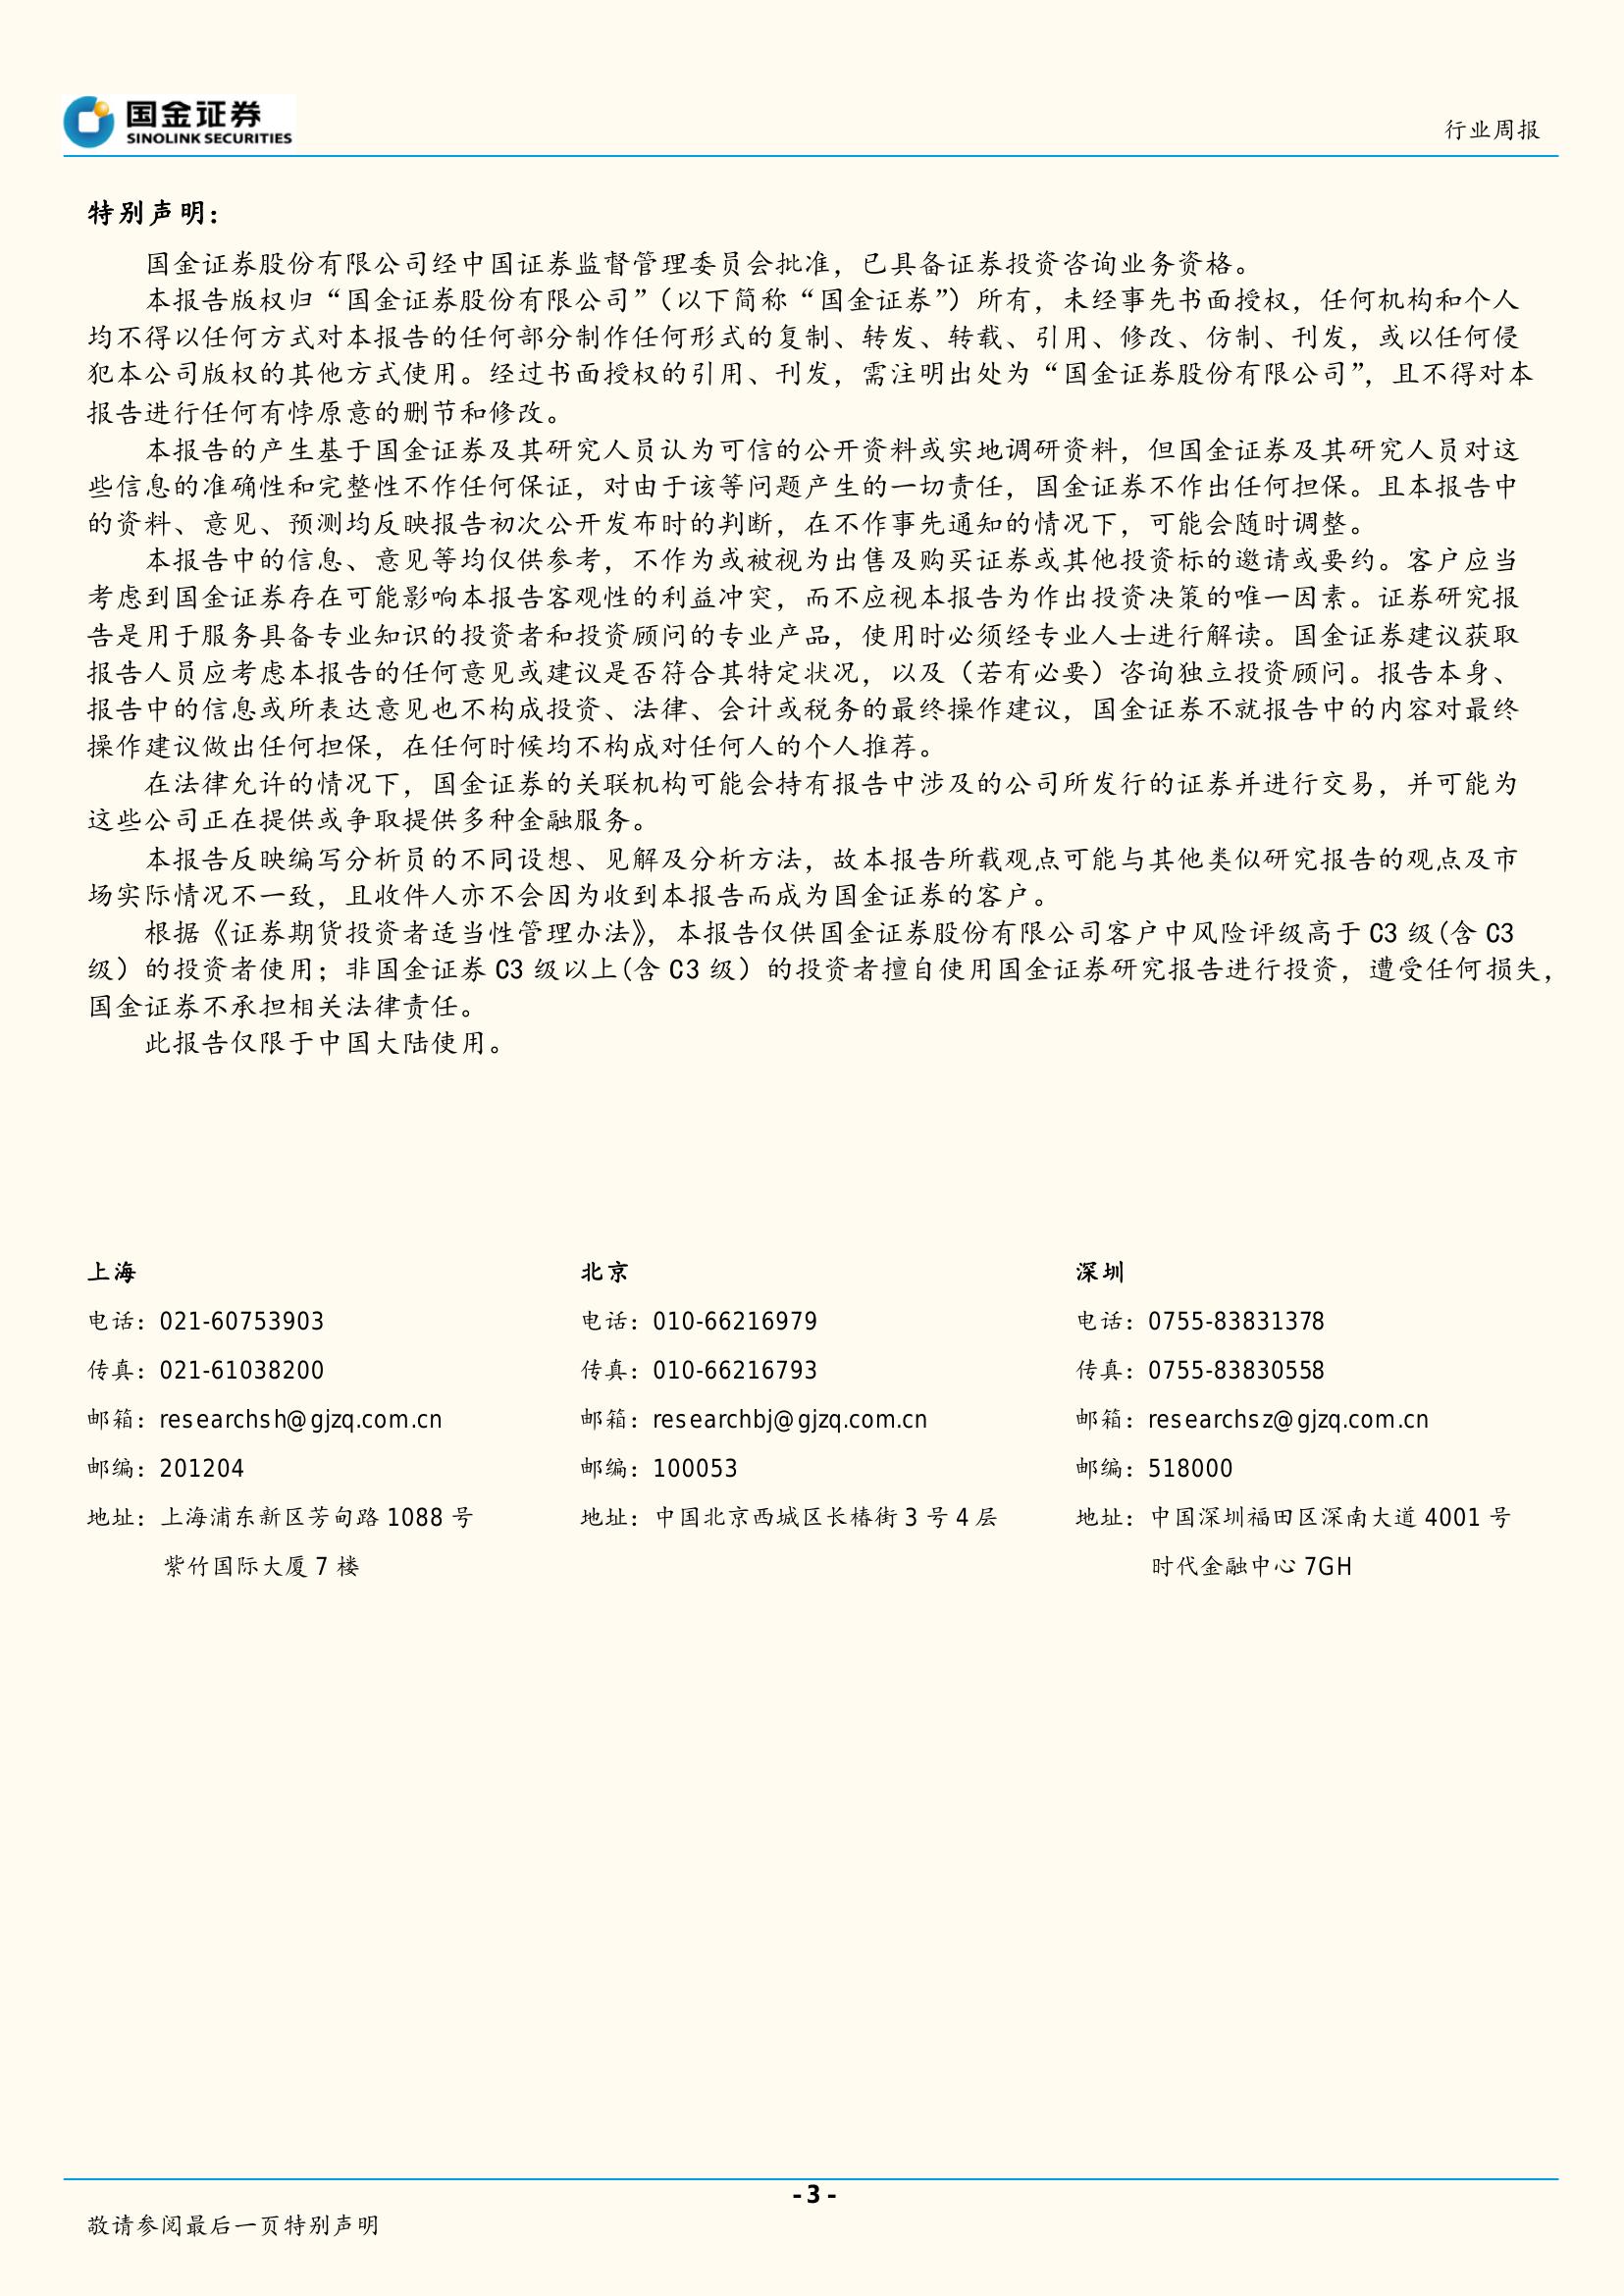 国金证券
SINOLINK SECURITIES
行业周报
特别声明：
国金证券股份有限公司经中国证券监督管理委员会批准，已具备证券投资咨询业务资格。
本报告版权归“国金证券股份有限公司”（以下简称“国金证券”）所有，未经事先书面授权，任何机构和个人
均不得以任何方式对本报告的任何部分制作任何形式的复制、转发、转载、引用、修改、仿制、刊发，或以任何侵
犯本公司版权的其他方式使用。经过书面授权的引用、刊发，需注明出处为“国金证券股份有限公司”，且不得对本
报告进行任何有悖原意的删节和修改。
本报告的产生基于国金证券及其研究人员认为可信的公开资料或实地调研资料，但国金证券及其研究人员对这
些信息的准确性和完整性不作任何保证，对由于该等问题产生的一切责任，国金证券不作出任何担保。且本报告中
的资料、意见、预测均反映报告初次公开发布时的判断，在不作事先通知的情况下，可能会随时调整。
本报告中的信息、意见等均仅供参考，不作为或被视为出售及购买证券或其他投资标的邀请或要约。客户应当
考虑到国金证券存在可能影响本报告客观性的利益冲突，而不应视本报告为作出投资决策的唯一因素。证券研究报
告是用于服务具备专业知识的投资者和投资顾问的专业产品，使用时必须经专业人士进行解读。国金证券建议获取
报告人员应考虑本报告的任何意见或建议是否符合其特定状况，以及（若有必要）咨询独立投资顾问。报告本身、
报告中的信息或所表达意见也不构成投资、法律、会计或税务的最终操作建议，国金证券不就报告中的内容对最终
操作建议做出任何担保，在任何时候均不构成对任何人的个人推荐。
在法律允许的情况下，国金证券的关联机构可能会持有报告中涉及的公司所发行的证券并进行交易，并可能为
这些公司正在提供或争取提供多种金融服务。
本报告反映编写分析员的不同设想、见解及分析方法，故本报告所载观点可能与其他类似研究报告的观点及市
场实际情况不一致，且收件人亦不会因为收到本报告而成为国金证券的客户。
根据《证券期货投资者适当性管理办法》，本报告仅供国金证券股份有限公司客户中风险评级高于 C3 级(含 C3
级）的投资者使用；非国金证券 C3 级以上(含 C3 级）的投资者擅自使用国金证券研究报告进行投资，遭受任何损失，
国金证券不承担相关法律责任。
此报告仅限于中国大陆使用。
上海 北京 深圳
电话：021-60753903 电话：010-66216979 电话：0755-83831378
传真：021-61038200 传真：010-66216793 传真：0755-83830558
邮箱：researchsh@gjzq.com.cn 邮箱：researchbj@gjzq.com.cn 邮箱：researchsz@gjzq.com.cn
邮编：201204 邮编：100053 邮编：518000
地址：上海浦东新区芳甸路 1088 号 地址：中国北京西城区长椿街 3 号 4 层 地址：中国深圳福田区深南大道 4001 号
紫竹国际大厦 7 楼 时代金融中心 7GH
- 3 -
敬请参阅最后一页特别声明